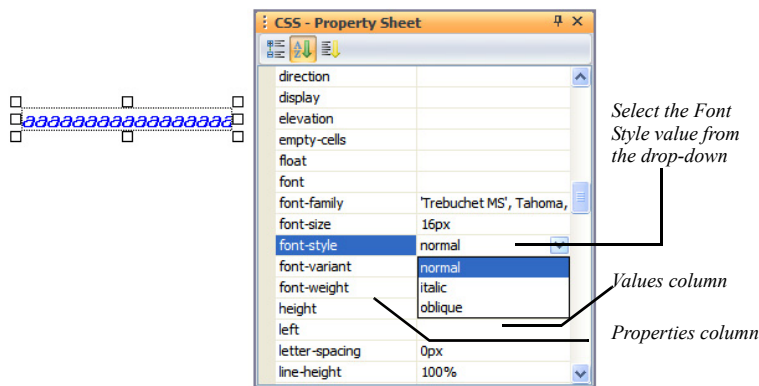 CSS - Property Sheet
direction
display
elevation
empty-cells
float
font
font-family 'Trebuchet MS', Tahoma,
font-size 16px
font-style normal
font-variant normal
font-weight italic
height oblique
left
letter-spacing 0px
line-height 100%
aaaaaaaaaaaaaaaaa
Select the Font
Style value from
the drop-down
Values column
Properties column